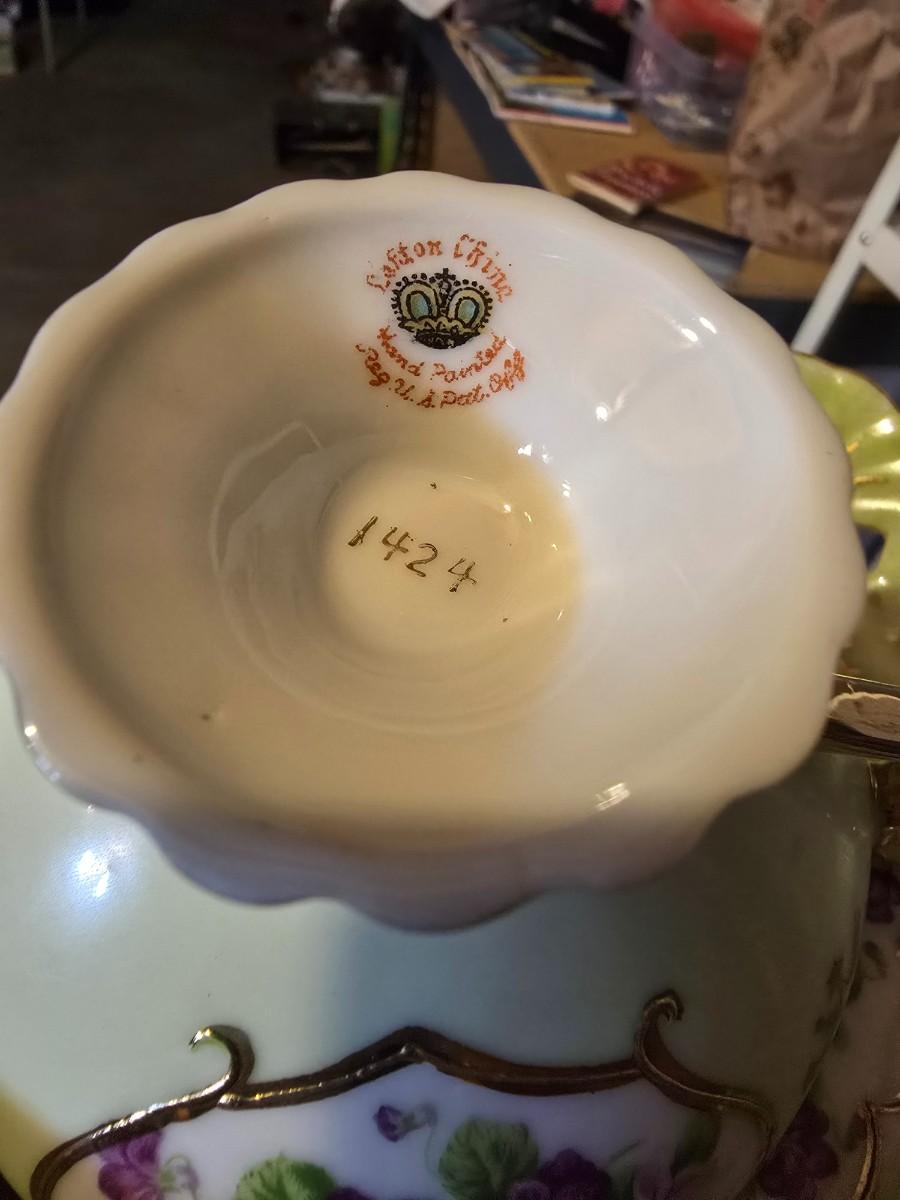 Lefton China
Hand Painted
Reg. U. S. Pat. Off.
1424